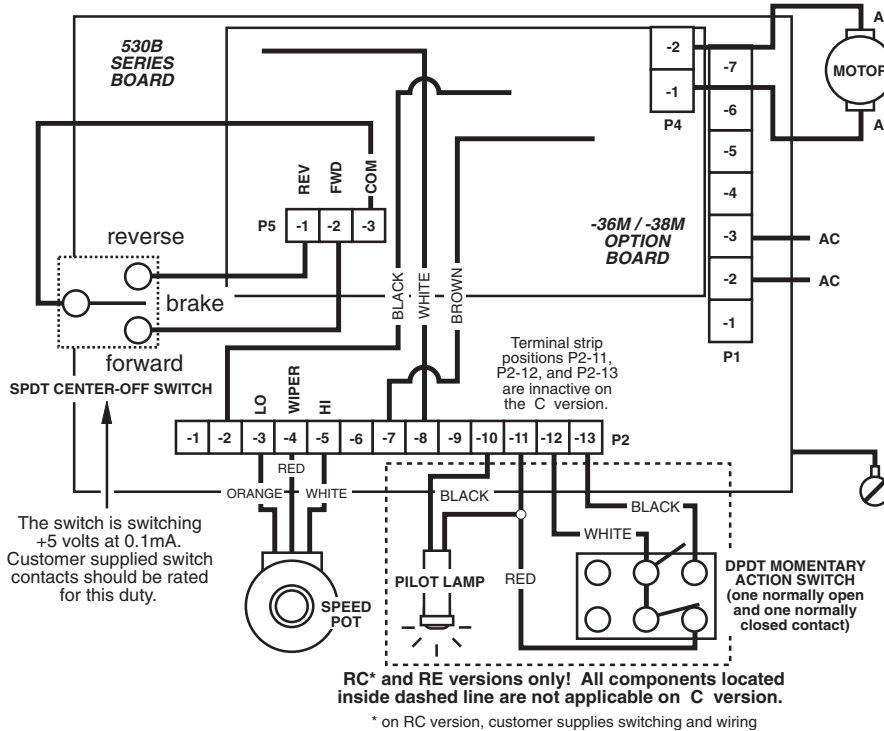 530B
SERIES
BOARD
-2
-1
P4
-7
-6
-5
-4
-3
-2
-1
P1
A
MOTOR
A
AC
AC
REV
FWD
COM
P5
-1
-2
-3
-36M / -38M
OPTION
BOARD
reverse
brake
forward
SPDT CENTER-OFF SWITCH
BLACK
WHITE
BROWN
Terminal strip
positions P2-11,
P2-12, and P2-13
are innactive on
the C version.
LO
WIPER
HI
-1
-2
-3
-4
-5
-6
-7
-8
-9
-10
-11
-12
-13
P2
RED
ORANGE
WHITE
BLACK
BLACK
WHITE
RED
The switch is switching
+5 volts at 0.1mA.
Customer supplied switch
contacts should be rated
for this duty.
SPEED
POT
PILOT LAMP
DPDT MOMENTARY
ACTION SWITCH
(one normally open
and one normally
closed contact)
RC* and RE versions only! All components located
inside dashed line are not applicable on C version.
* on RC version, customer supplies switching and wiring